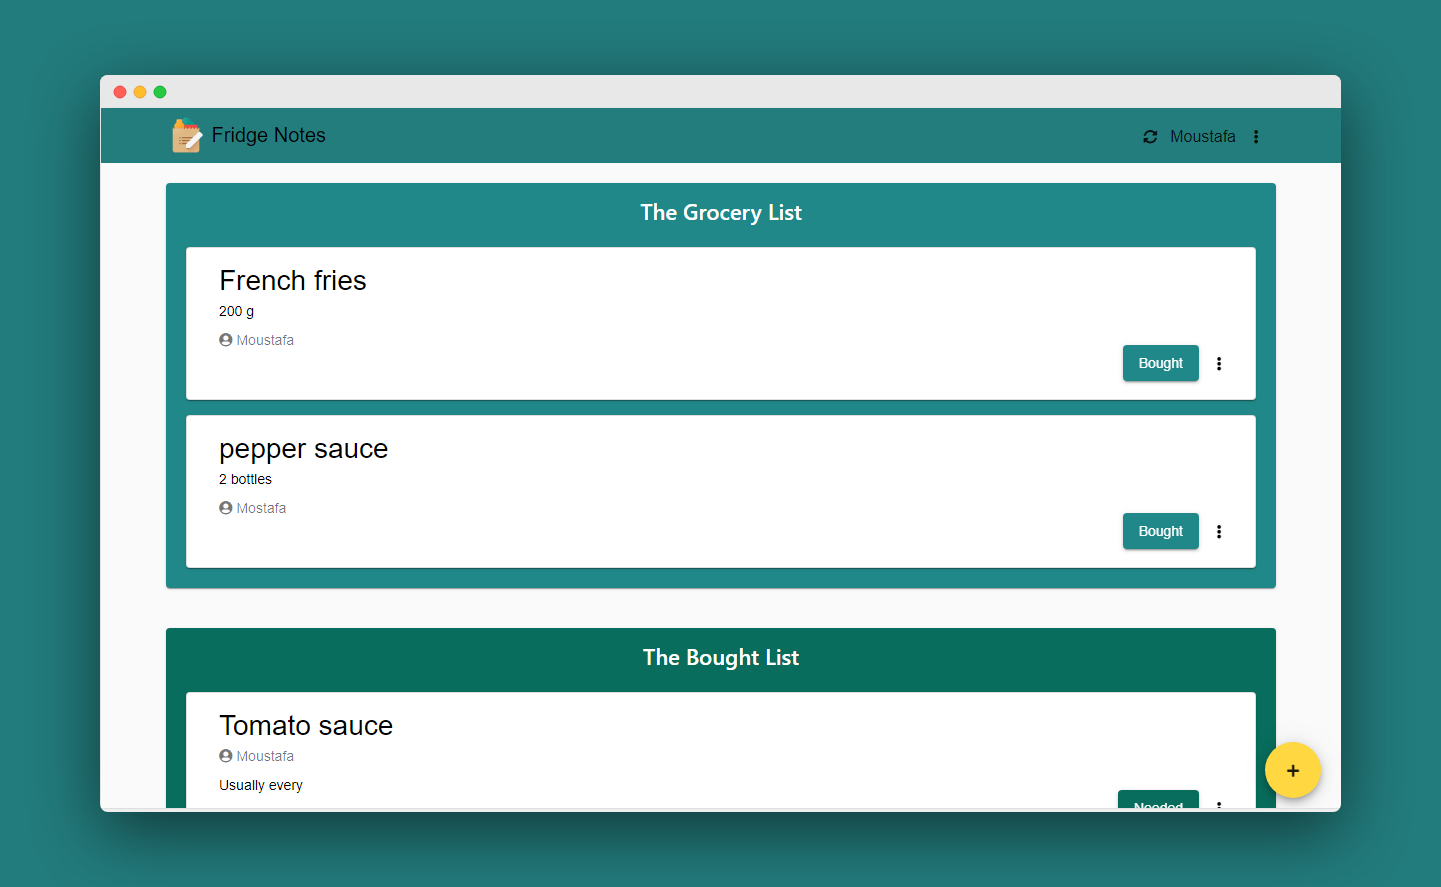 Fridge Notes
Moustafa
The Grocery List
French fries
200 g
Moustafa
Bought
pepper sauce
2 bottles
Mostafa
Bought
The Bought List
Tomato sauce
Moustafa
Usually every
Needed